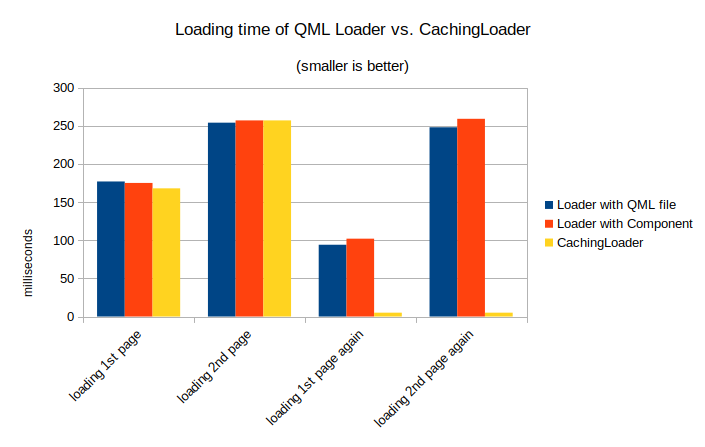 Loading time of QML Loader vs. CachingLoader
(smaller is better)
300
250
200
150
100
50
0
milliseconds
loading 1st page
loading 2nd page
loading 1st page again
loading 2nd page again
Loader with QML file
Loader with Component
CachingLoader